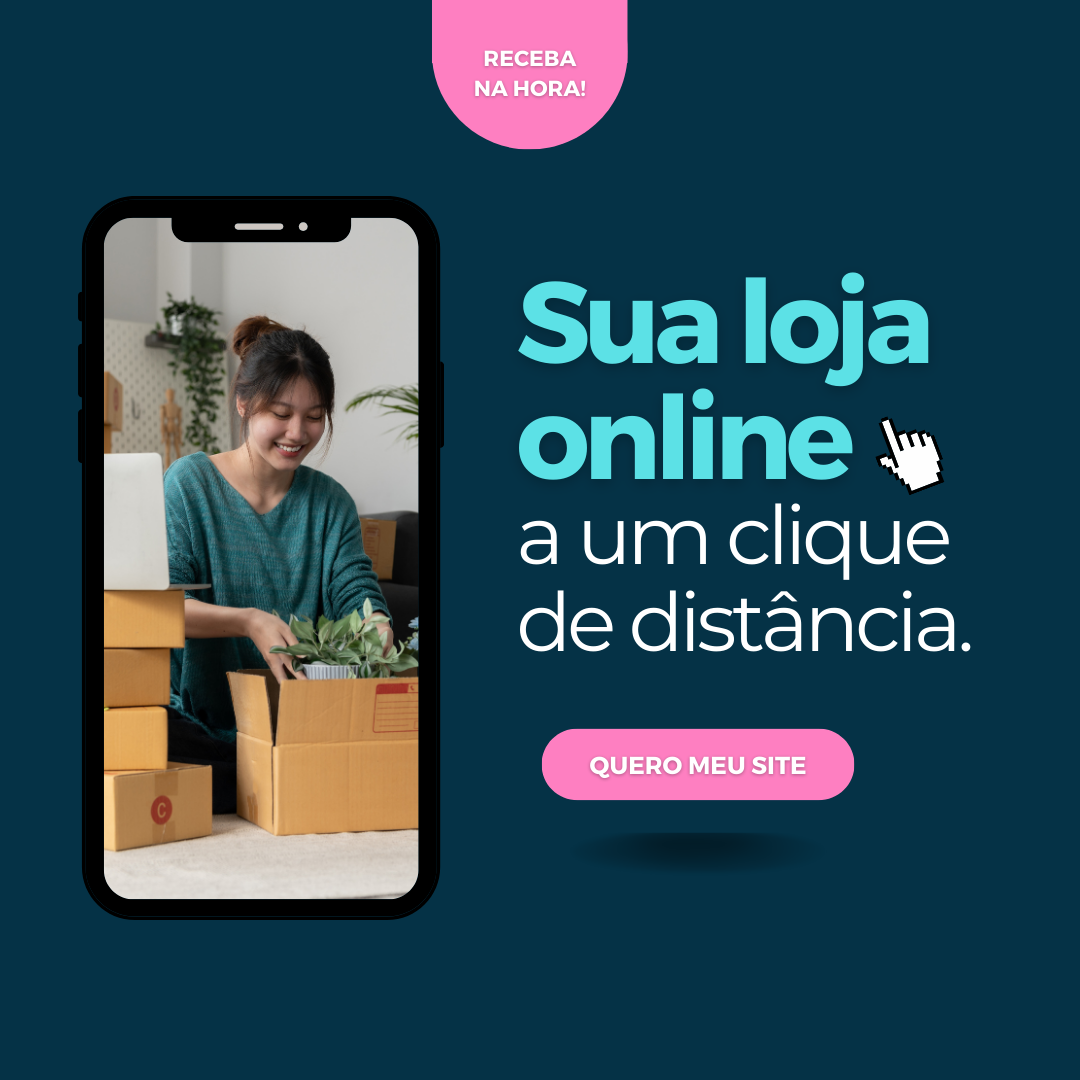 RECEBA
NA HORA!
Sua loja
online
a um clique
de distância.
QUERO MEU SITE
C